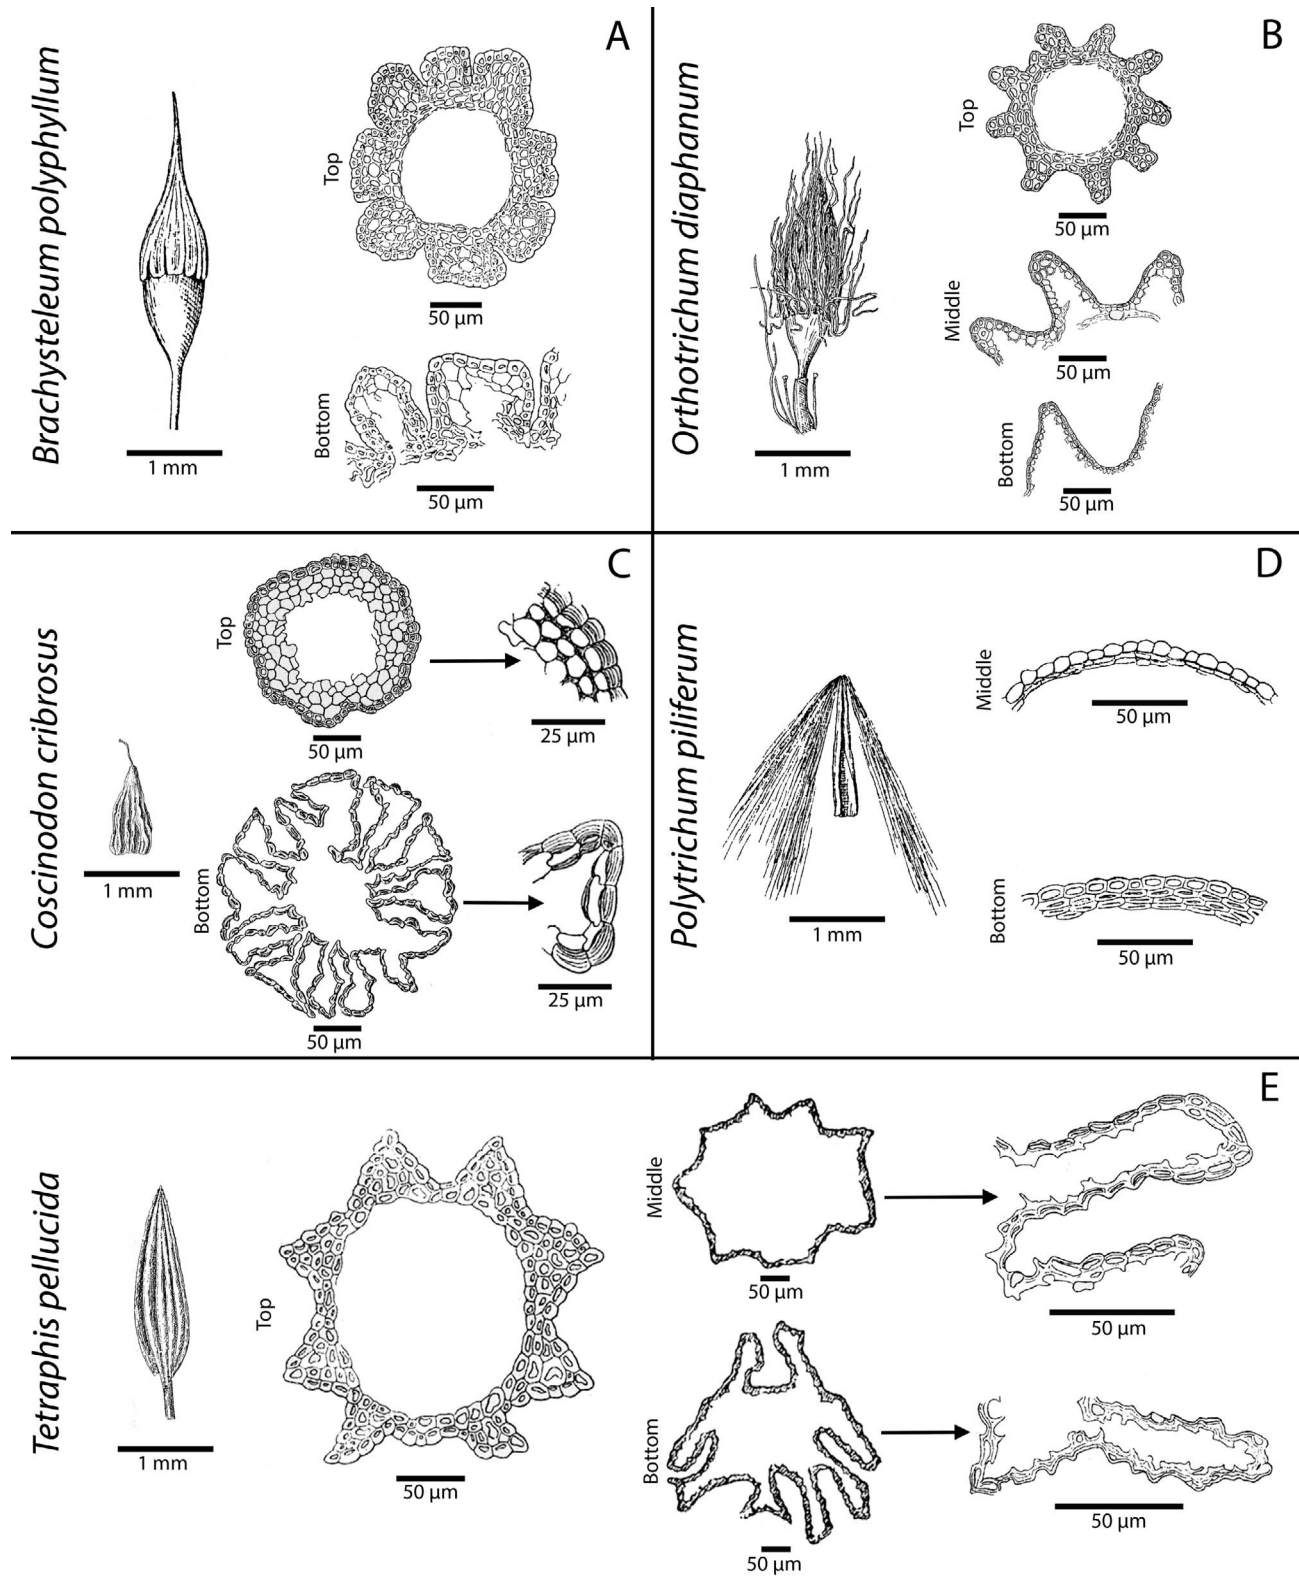 A
Brachysteleum polyphyllum
1 mm
Top
50 µm
Bottom
50 µm
B
Orthotrichum diaphanum
1 mm
Top
50 µm
Middle
50 µm
Bottom
50 µm
C
Coscinodon cribrosus
1 mm
Top
50 µm
25 µm
Bottom
50 µm
25 µm
D
Polytrichum piliferum
1 mm
Middle
50 µm
Bottom
50 µm
E
Tetraphis pellucida
1 mm
Top
50 µm
Middle
50 µm
50 µm
Bottom
50 µm
50 µm